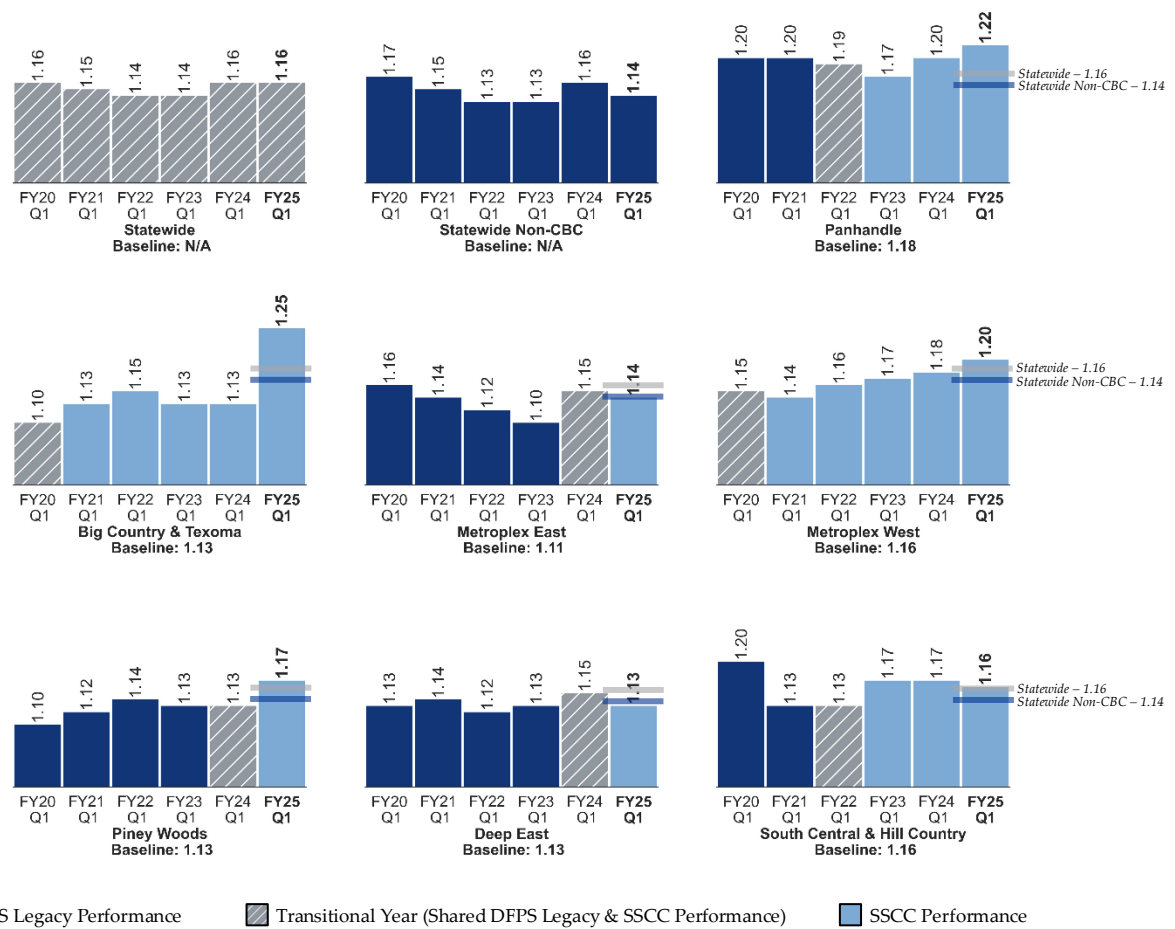 1.16 1.15 1.14 1.14 1.16 1.16
FY20 FY21 FY22 FY23 FY24 FY25
Q1 Q1 Q1 Q1 Q1 Q1
Statewide
Baseline: N/A
1.17 1.15 1.13 1.13 1.16 1.14
FY20 FY21 FY22 FY23 FY24 FY25
Q1 Q1 Q1 Q1 Q1 Q1
Statewide Non-CBC
Baseline: N/A
1.20 1.20 1.19 1.17 1.20 1.22
Statewide – 1.16
Statewide Non-CBC – 1.14
FY20 FY21 FY22 FY23 FY24 FY25
Q1 Q1 Q1 Q1 Q1 Q1
Panhandle
Baseline: 1.18
1.10 1.13 1.15 1.13 1.13 1.25
FY20 FY21 FY22 FY23 FY24 FY25
Q1 Q1 Q1 Q1 Q1 Q1
Big Country & Texoma
Baseline: 1.13
1.16 1.14 1.12 1.10 1.15 1.14
FY20 FY21 FY22 FY23 FY24 FY25
Q1 Q1 Q1 Q1 Q1 Q1
Metroplex East
Baseline: 1.11
1.15 1.14 1.16 1.17 1.18 1.20
Statewide – 1.16
Statewide Non-CBC – 1.14
FY20 FY21 FY22 FY23 FY24 FY25
Q1 Q1 Q1 Q1 Q1 Q1
Metroplex West
Baseline: 1.16
1.10 1.12 1.14 1.13 1.13 1.17
FY20 FY21 FY22 FY23 FY24 FY25
Q1 Q1 Q1 Q1 Q1 Q1
Piney Woods
Baseline: 1.13
1.13 1.14 1.12 1.13 1.15 1.13
FY20 FY21 FY22 FY23 FY24 FY25
Q1 Q1 Q1 Q1 Q1 Q1
Deep East
Baseline: 1.13
1.20 1.13 1.13 1.17 1.17 1.16
Statewide – 1.16
Statewide Non-CBC – 1.14
FY20 FY21 FY22 FY23 FY24 FY25
Q1 Q1 Q1 Q1 Q1 Q1
South Central & Hill Country
Baseline: 1.16
S Legacy Performance
Transitional Year (Shared DFPS Legacy & SSCC Performance)
SSCC Performance